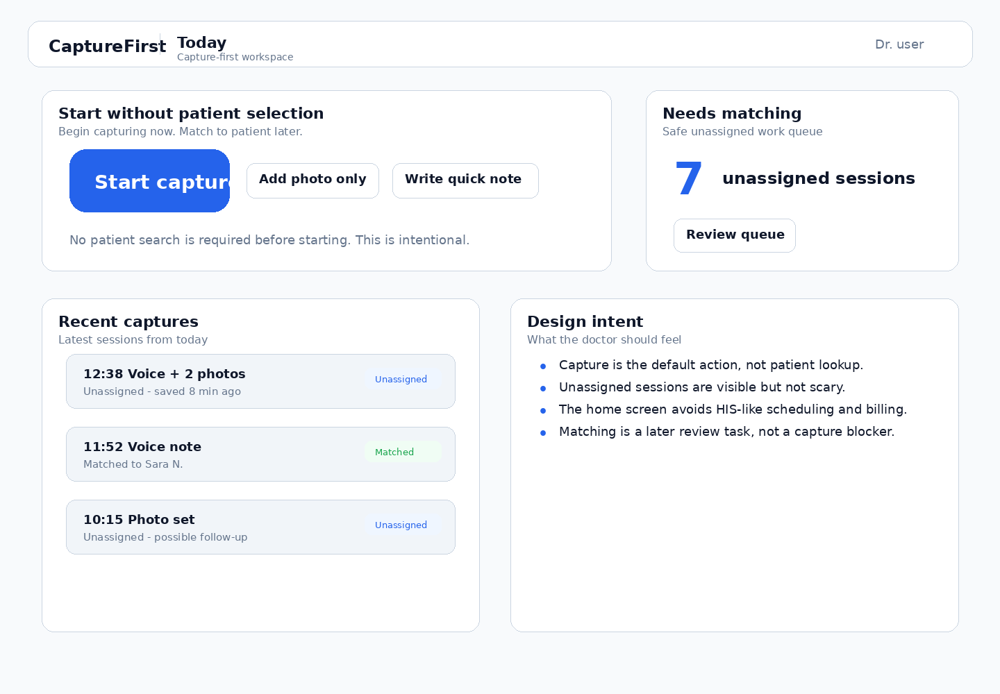 CaptureFirst
Today
Capture-first workspace
Dr. user
Start without patient selection
Begin capturing now. Match to patient later.
Start capture
Add photo only
Write quick note
No patient search is required before starting. This is intentional.
Needs matching
Safe unassigned work queue
7 unassigned sessions
Review queue
Recent captures
Latest sessions from today
12:38 Voice + 2 photos
Unassigned - saved 8 min ago
Unassigned
11:52 Voice note
Matched to Sara N.
Matched
10:15 Photo set
Unassigned - possible follow-up
Unassigned
Design intent
What the doctor should feel
Capture is the default action, not patient lookup.
Unassigned sessions are visible but not scary.
The home screen avoids HIS-like scheduling and billing.
Matching is a later review task, not a capture blocker.